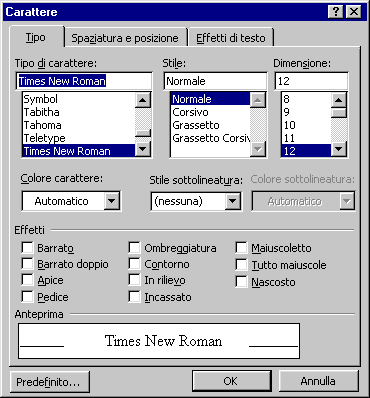 Carattere
Tipo Spaziatura e posizione Effetti di testo
Tipo di carattere: Stile: Dimensione:
Times New Roman Normale 12
Symbol Normale 8
Tabitha Corsivo 9
Tahoma Grassetto 10
Teletype Grassetto Corsiv 11
Times New Roman 12
Colore carattere: Stile sottolineatura: Colore sottolineatura:
Automatico (nessuna) Automatico
Effetti
Barrato Ombreggiatura Maiuscoletto
Barrato doppio Contorno Tutto maiuscole
Apice In rilievo Nascosto
Pedice Incassato
Anteprima
Times New Roman
Predefinito... OK Annulla